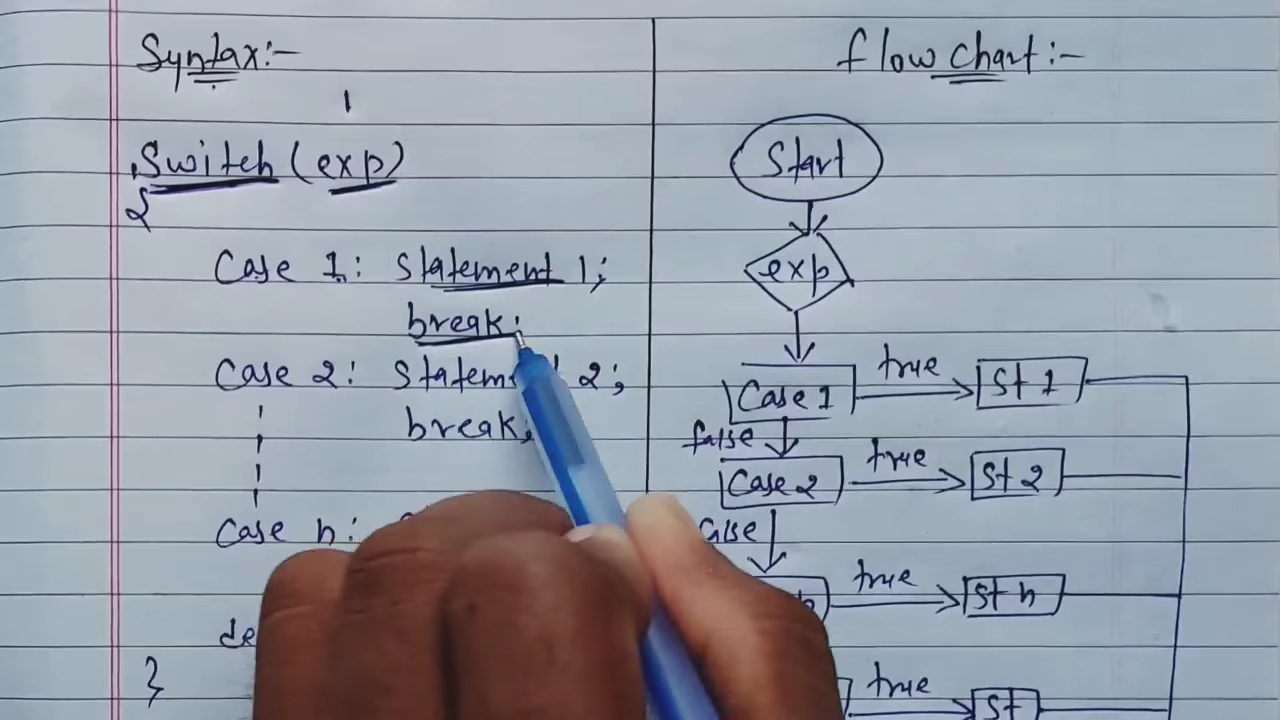 Syntax:-
Switch (exp)
{
Case 1: Statement 1;
break;
Case 2: Statement 2;
break;
Case n:
}
flow chart:-
Start
exp
Case 1 true St 1
false
Case 2 true St 2
true St n
true St